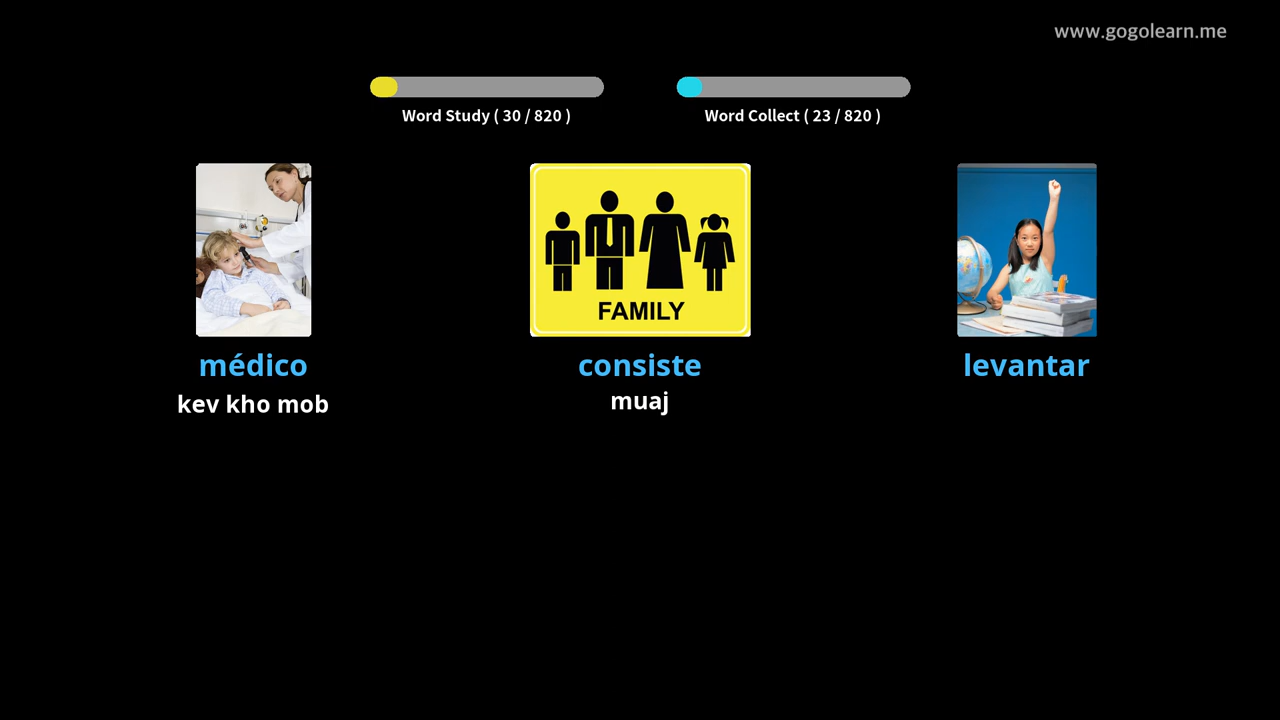 www.gogolearn.me
Word Study ( 30 / 820 )
Word Collect ( 23 / 820 )
FAMILY
médico
consiste
levantar
kev kho mob
muaj